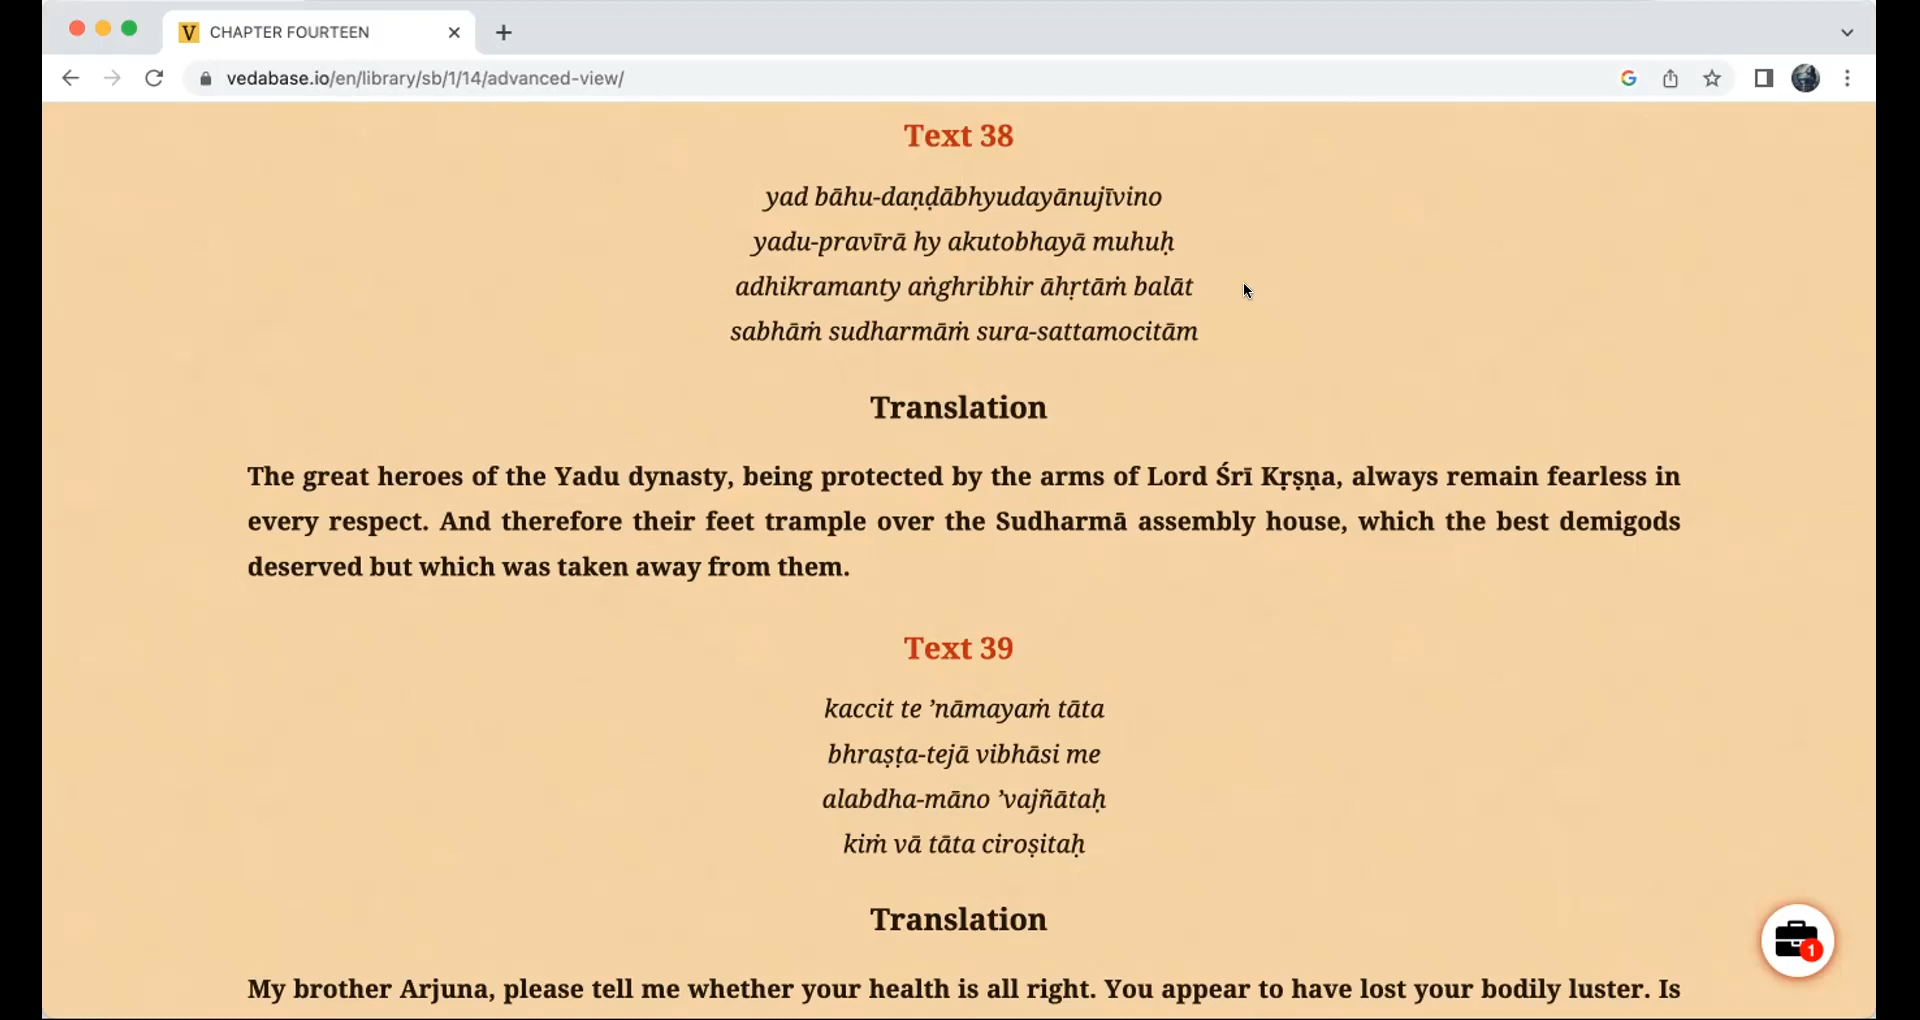 CHAPTER FOURTEEN
vedabase.io/en/library/sb/1/14/advanced-view/
Text 38
yad bāhu-daṇḍābhyudayānujīvino
yadu-pravīrā hy akutobhayā muhuḥ
adhikramanty aṅghribhir āhṛtāṁ balāt
sabhāṁ sudharmāṁ sura-sattamocitām
Translation
The great heroes of the Yadu dynasty, being protected by the arms of Lord Śrī Kṛṣṇa, always remain fearless in
every respect. And therefore their feet trample over the Sudharmā assembly house, which the best demigods
deserved but which was taken away from them.
Text 39
kaccit te ’nāmayaṁ tāta
bhraṣṭa-tejā vibhāsi me
alabdha-māno ’vajñātaḥ
kiṁ vā tāta ciroṣitaḥ
Translation
My brother Arjuna, please tell me whether your health is all right. You appear to have lost your bodily luster. Is
1